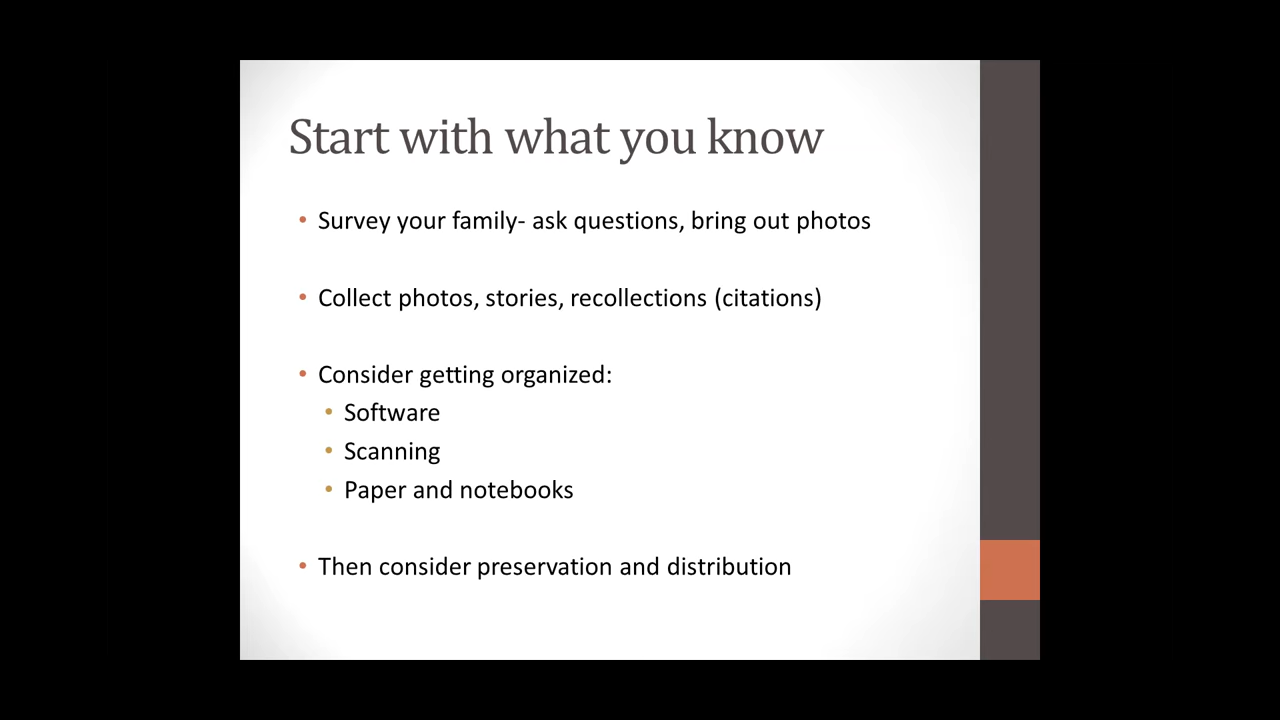 Start with what you know
• Survey your family- ask questions, bring out photos
• Collect photos, stories, recollections (citations)
• Consider getting organized:
• Software
• Scanning
• Paper and notebooks
• Then consider preservation and distribution